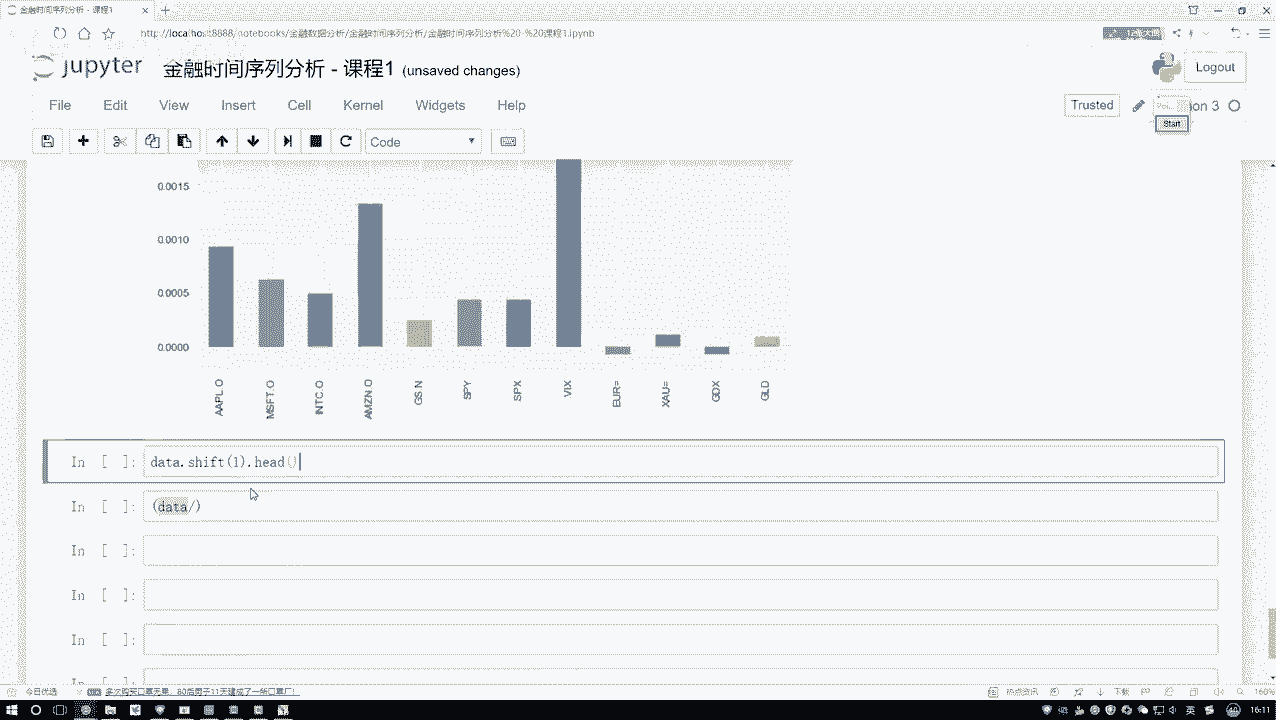 金融时间序列分析 - 课程1
http://localhost:8888/notebooks/金融数据分析/金融时间序列分析/金融时间序列分析%20-%20课程1.ipynb
jupyter 金融时间序列分析 - 课程1 (unsaved changes)
Logout
File Edit View Insert Cell Kernel Widgets Help
Trusted
on 3
Start
Code
0.0015
0.0010
0.0005
0.0000
AAPL.O MSFT.O INTC.O AMZN.O GS.N SPY SPX VIX EUR= XAU= GDX GLD
In [ ]: data.shift(1).head()
In [ ]: (data/)
In [ ]:
In [ ]:
In [ ]:
In [ ]:
今日优选
热点资讯 下载 160%
英 16:11